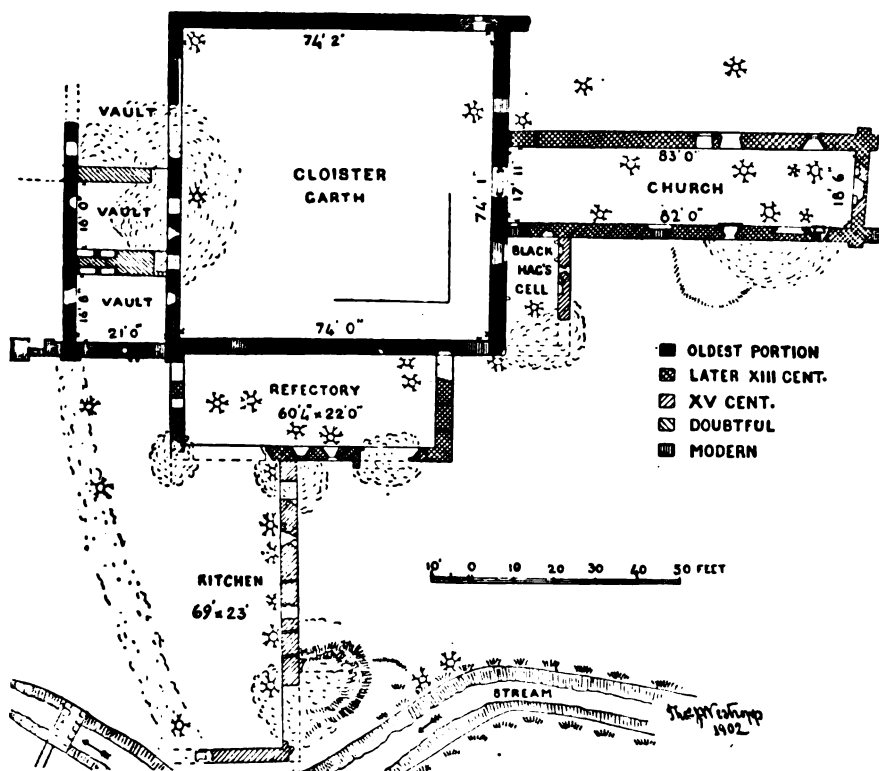 74' 2"
VAULT
CLOISTER
GARTH
83' 0"
CHURCH
82' 0"
17' 11"
18' 6"
74' 1"
VAULT
16' 0"
BLACK
HAG'S
CELL
VAULT
16' 8"
21' 0"
74' 0"
REFECTORY
60' 4" x 22' 0"
OLDEST PORTION
LATER XIII CENT.
XV CENT.
DOUBTFUL
MODERN
10' 0 10 20 30 40 50 FEET
KITCHEN
69' x 23'
STREAM
1902